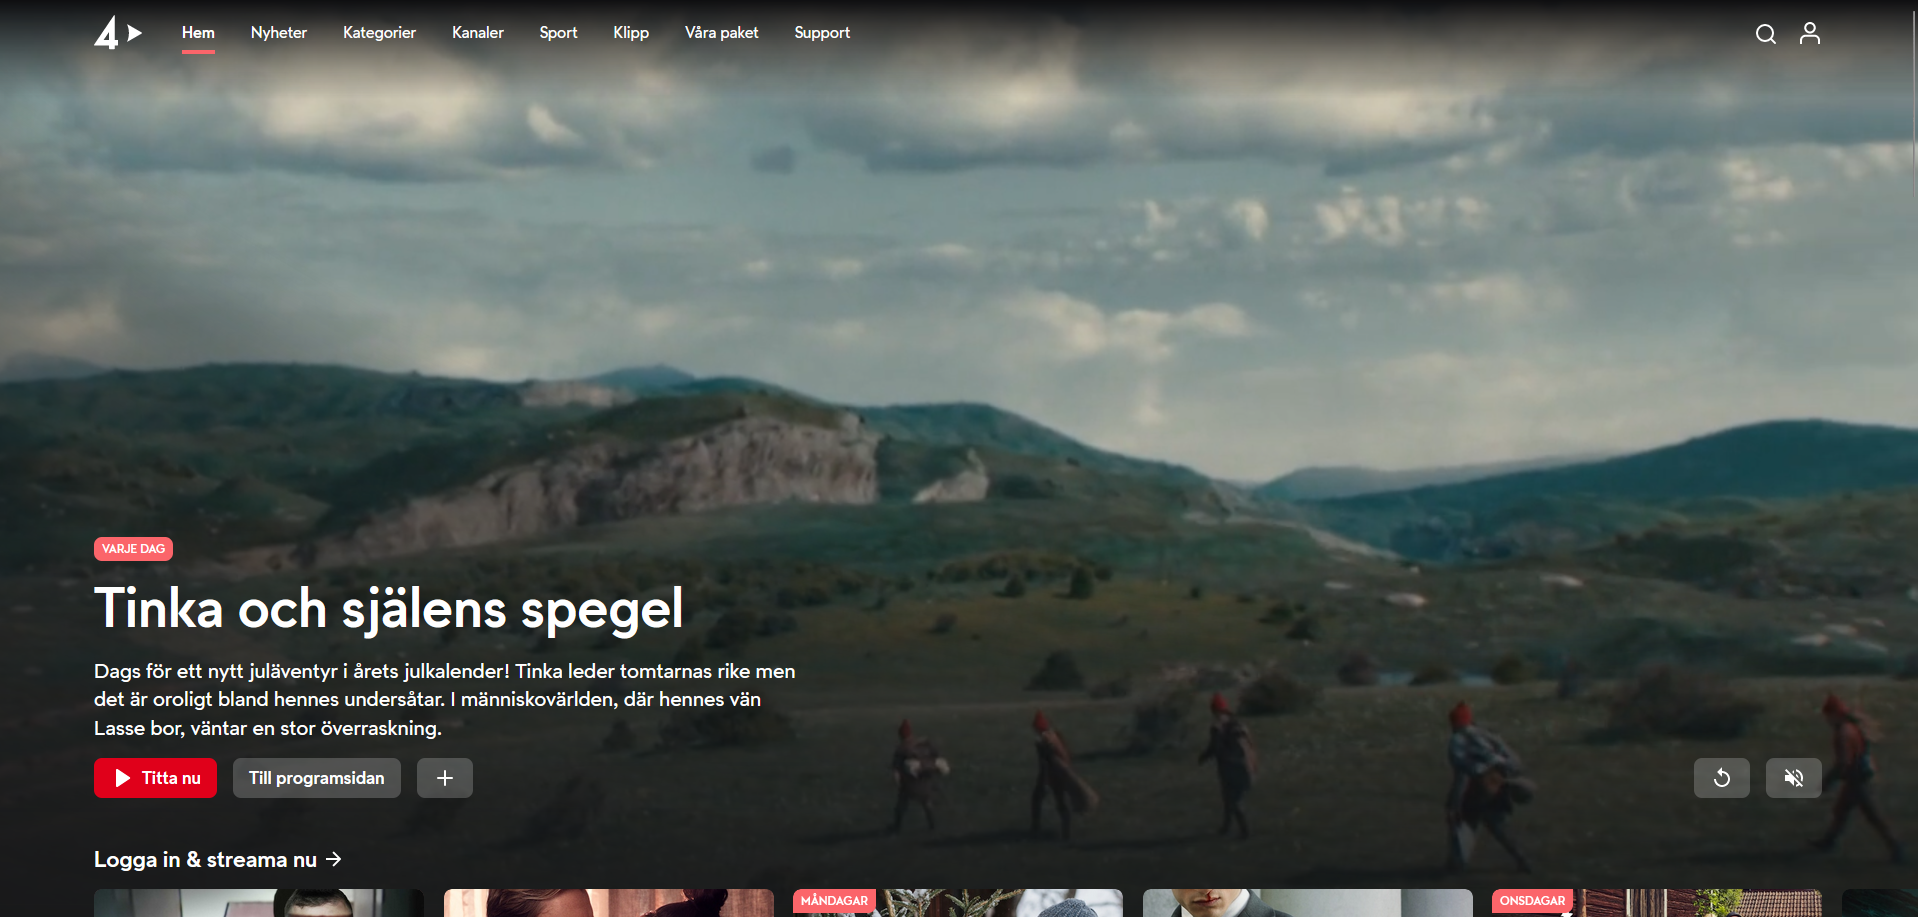 4
Hem Nyheter Kategorier Kanaler Sport Klipp Våra paket Support
VARJE DAG
Tinka och själens spegel
Dags för ett nytt juläventyr i årets julkalender! Tinka leder tomtarnas rike men
det är oroligt bland hennes undersåtar. I människovärlden, där hennes vän
Lasse bor, väntar en stor överraskning.
Titta nu Till programsidan
Logga in & streama nu
MÅNDAGAR ONSDAGAR